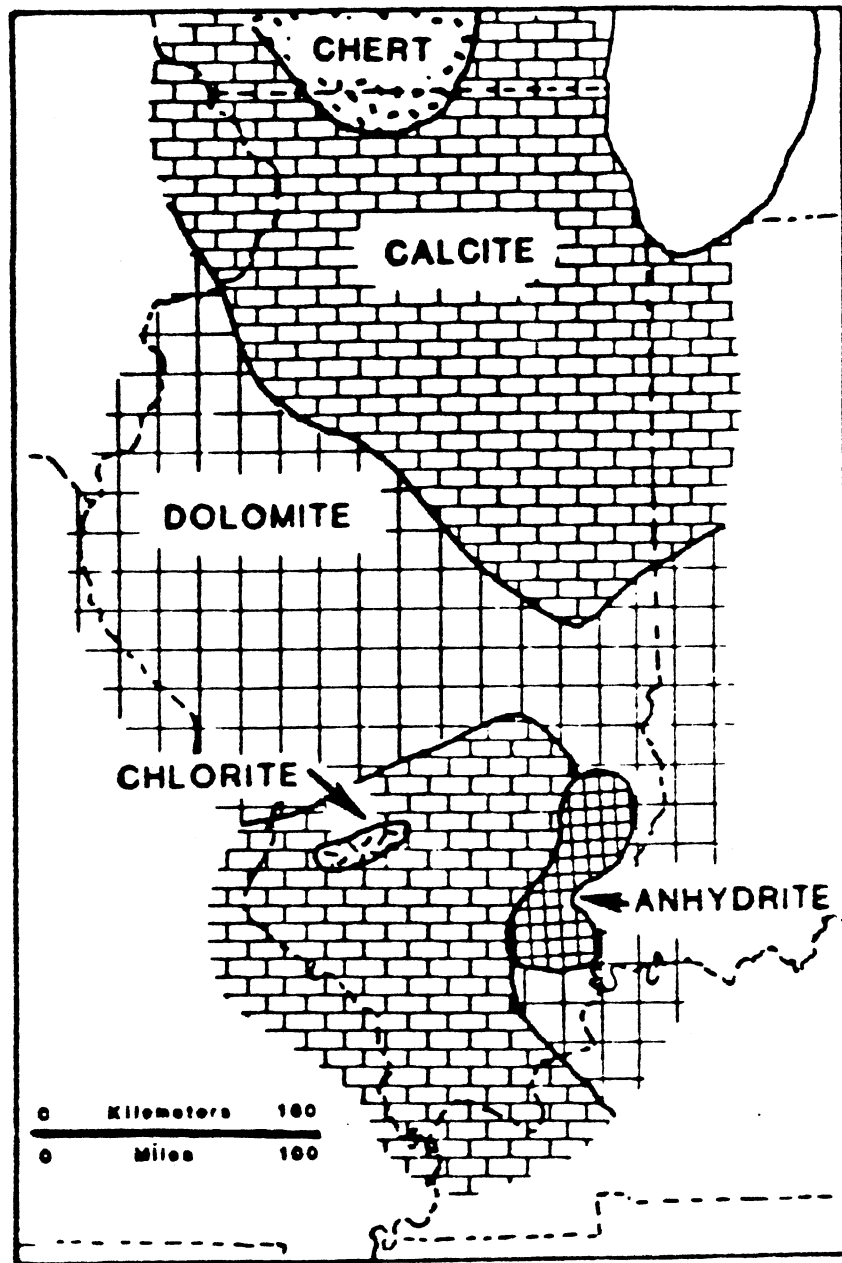 CHERT
CALCITE
DOLOMITE
CHLORITE
ANHYDRITE
0 Kilometers 160
0 Miles 100